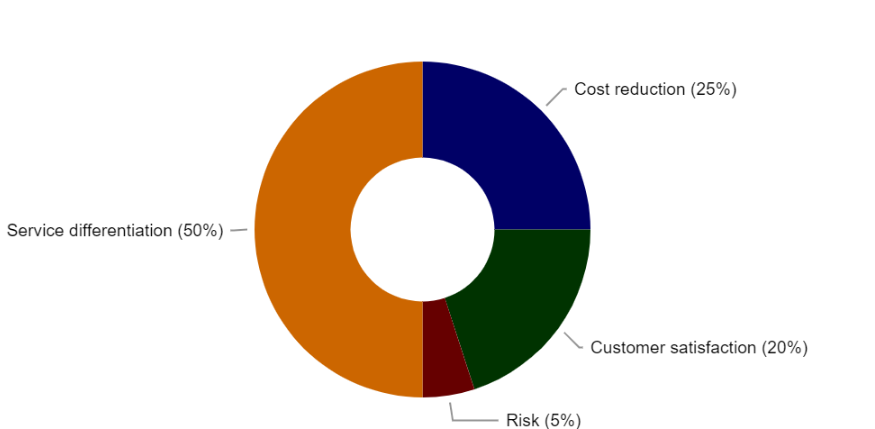 Cost reduction (25%)
Service differentiation (50%)
Customer satisfaction (20%)
Risk (5%)